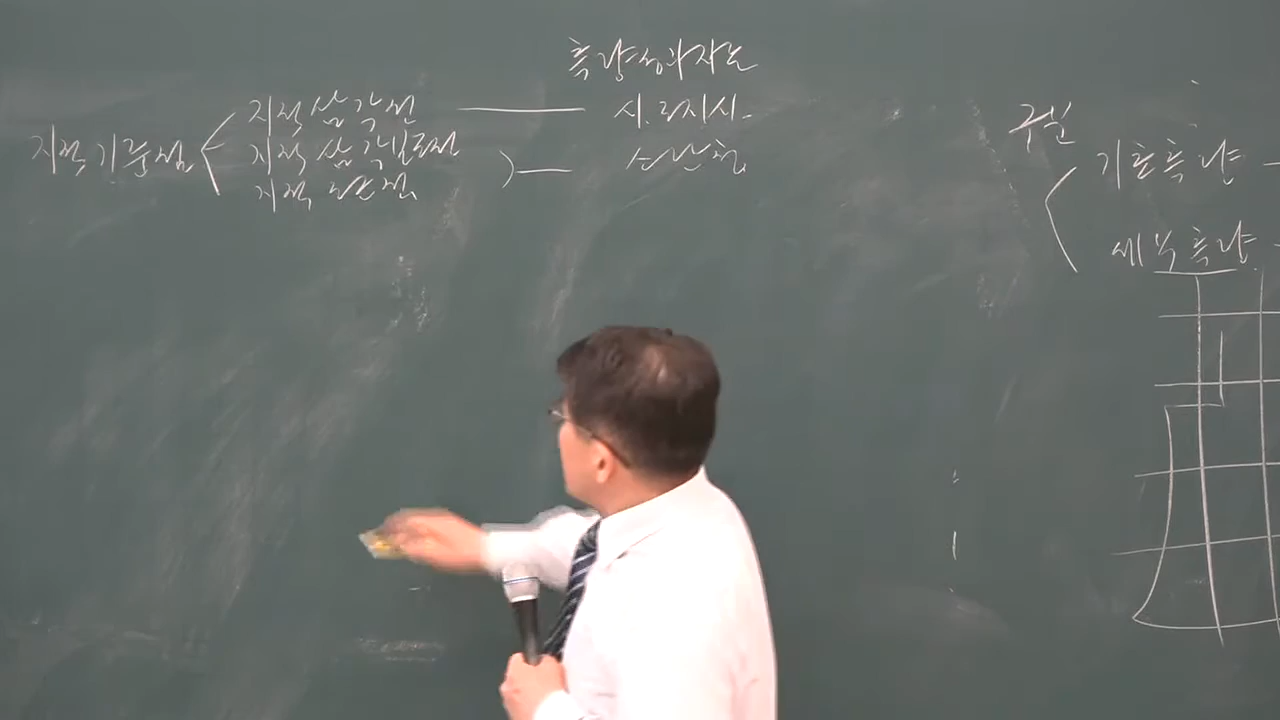 측량성과자료
지적기준점
지적삼각점 — 시.도지사.
지적삼각보조점
지적도근점
소관청
구분
기초측량 -
세부측량 -